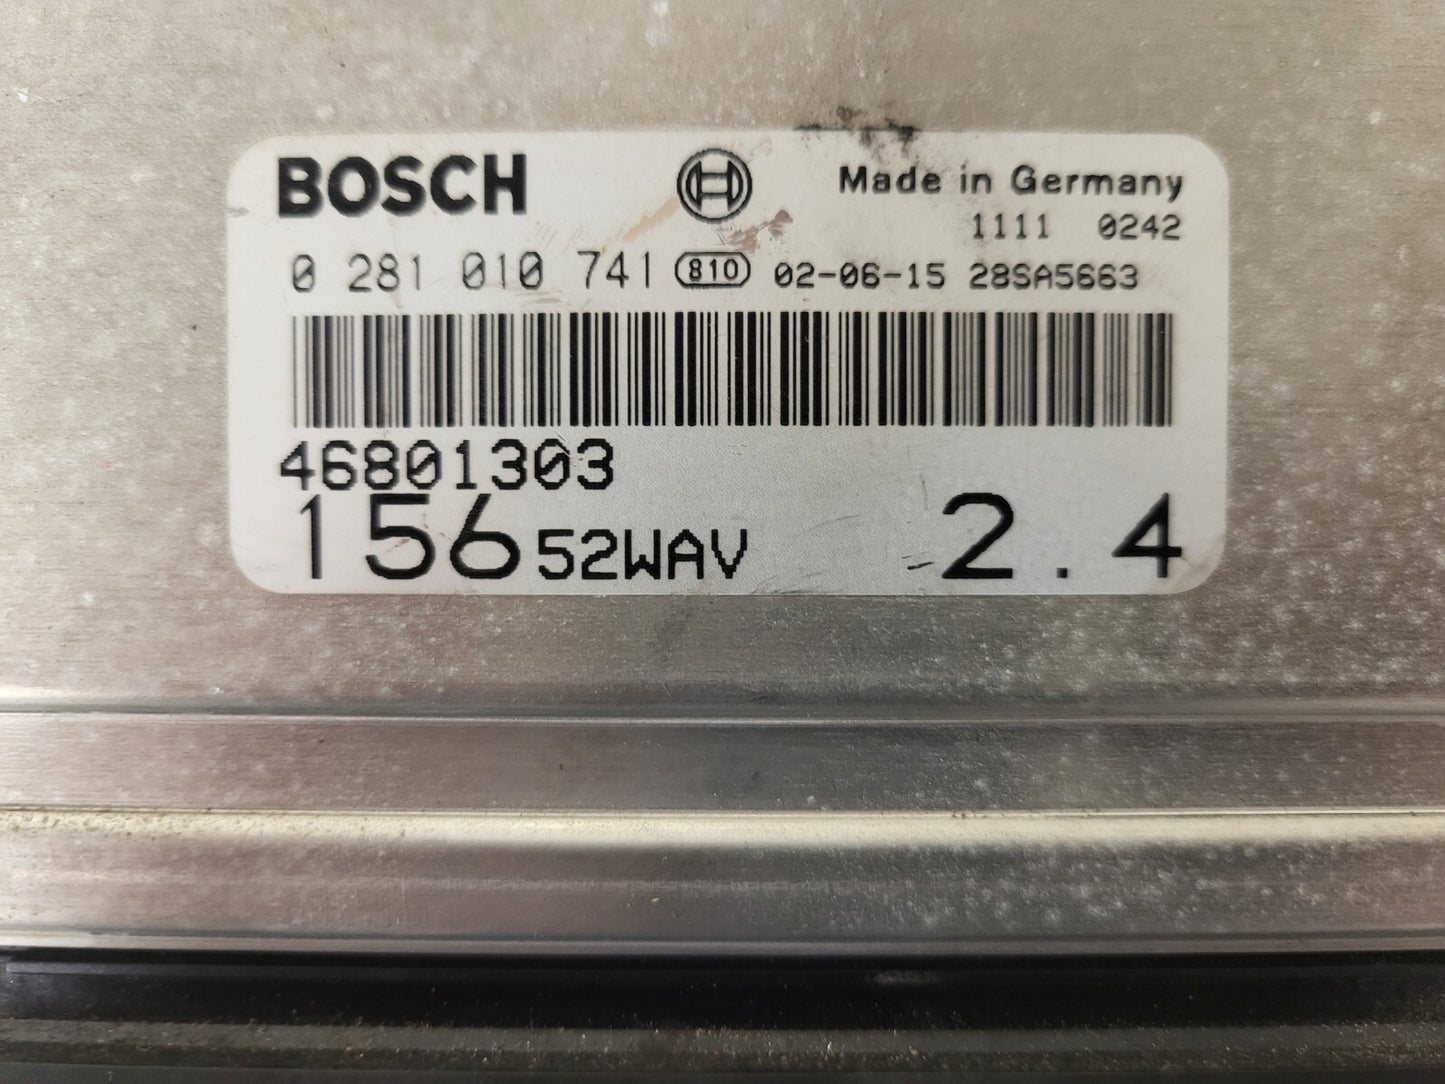 BOSCH Made in Germany
1111 0242
0 281 010 741 810 02-06-15 28SA5663
46801303
156 52WAV 2.4